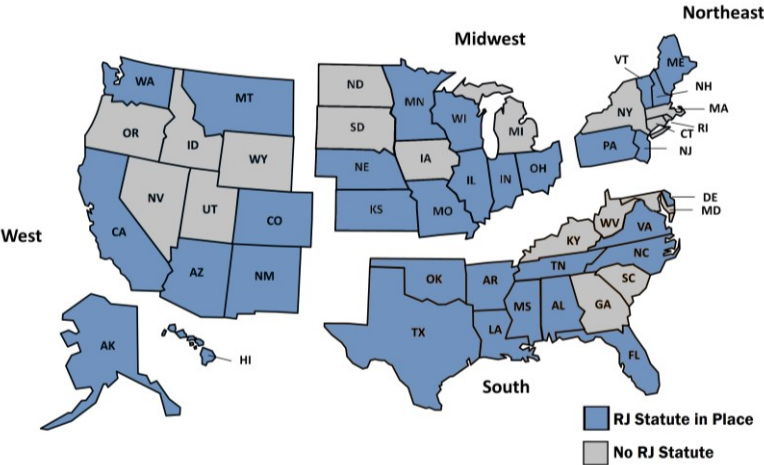 Northeast
Midwest
West
South
WA
MT
OR
ID
WY
NV
UT
CA
CO
AZ
NM
AK
HI
ND
SD
MN
WI
MI
NE
IA
IL
IN
OH
KS
MO
VT
ME
NH
NY
MA
RI
CT
PA
NJ
DE
MD
WV
VA
KY
NC
TN
SC
OK
AR
MS
AL
GA
TX
LA
FL
RJ Statute in Place
No RJ Statute